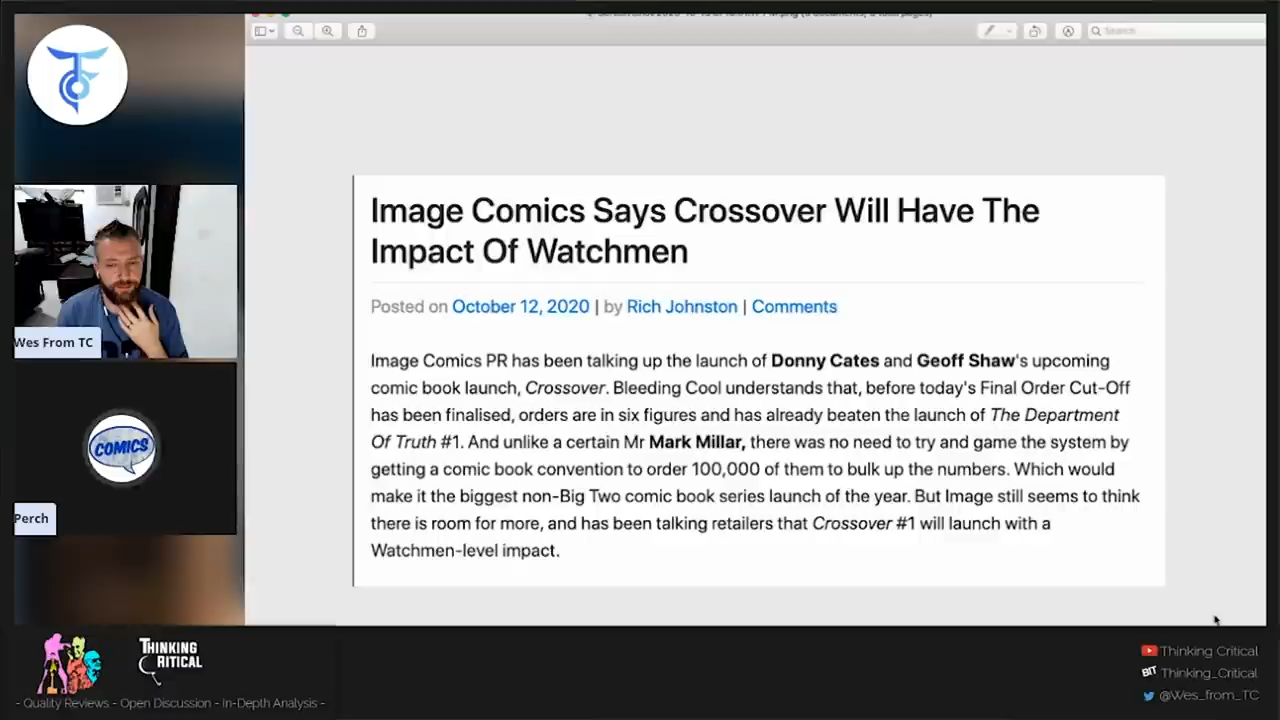 Search
Image Comics Says Crossover Will Have The
Impact Of Watchmen
Posted on October 12, 2020 | by Rich Johnston | Comments
Image Comics PR has been talking up the launch of Donny Cates and Geoff Shaw's upcoming
comic book launch, Crossover. Bleeding Cool understands that, before today's Final Order Cut-Off
has been finalised, orders are in six figures and has already beaten the launch of The Department
Of Truth #1. And unlike a certain Mr Mark Millar, there was no need to try and game the system by
getting a comic book convention to order 100,000 of them to bulk up the numbers. Which would
make it the biggest non-Big Two comic book series launch of the year. But Image still seems to think
there is room for more, and has been talking retailers that Crossover #1 will launch with a
Watchmen-level impact.
Wes From TC
COMICS
Perch
THINKING
CRITICAL
- Quality Reviews - Open Discussion - In-Depth Analysis -
Thinking Critical
BIT Thinking_Critical
@Wes_from_TC